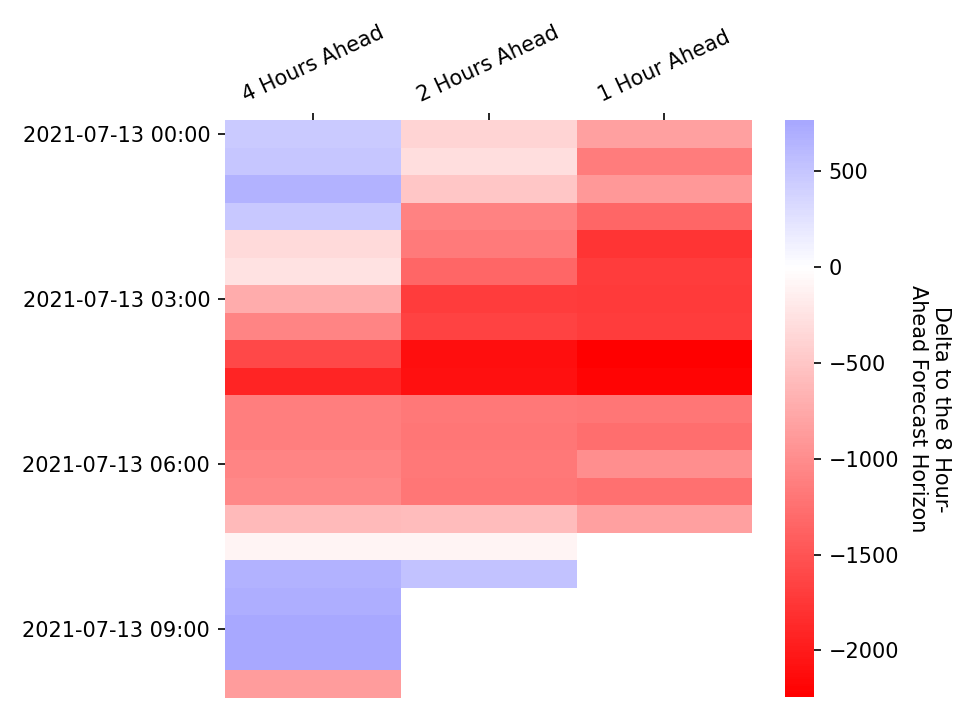 4 Hours Ahead
2 Hours Ahead
1 Hour Ahead
2021-07-13 00:00
2021-07-13 03:00
2021-07-13 06:00
2021-07-13 09:00
500
0
−500
−1000
−1500
−2000
Delta to the 8 Hour-
Ahead Forecast Horizon